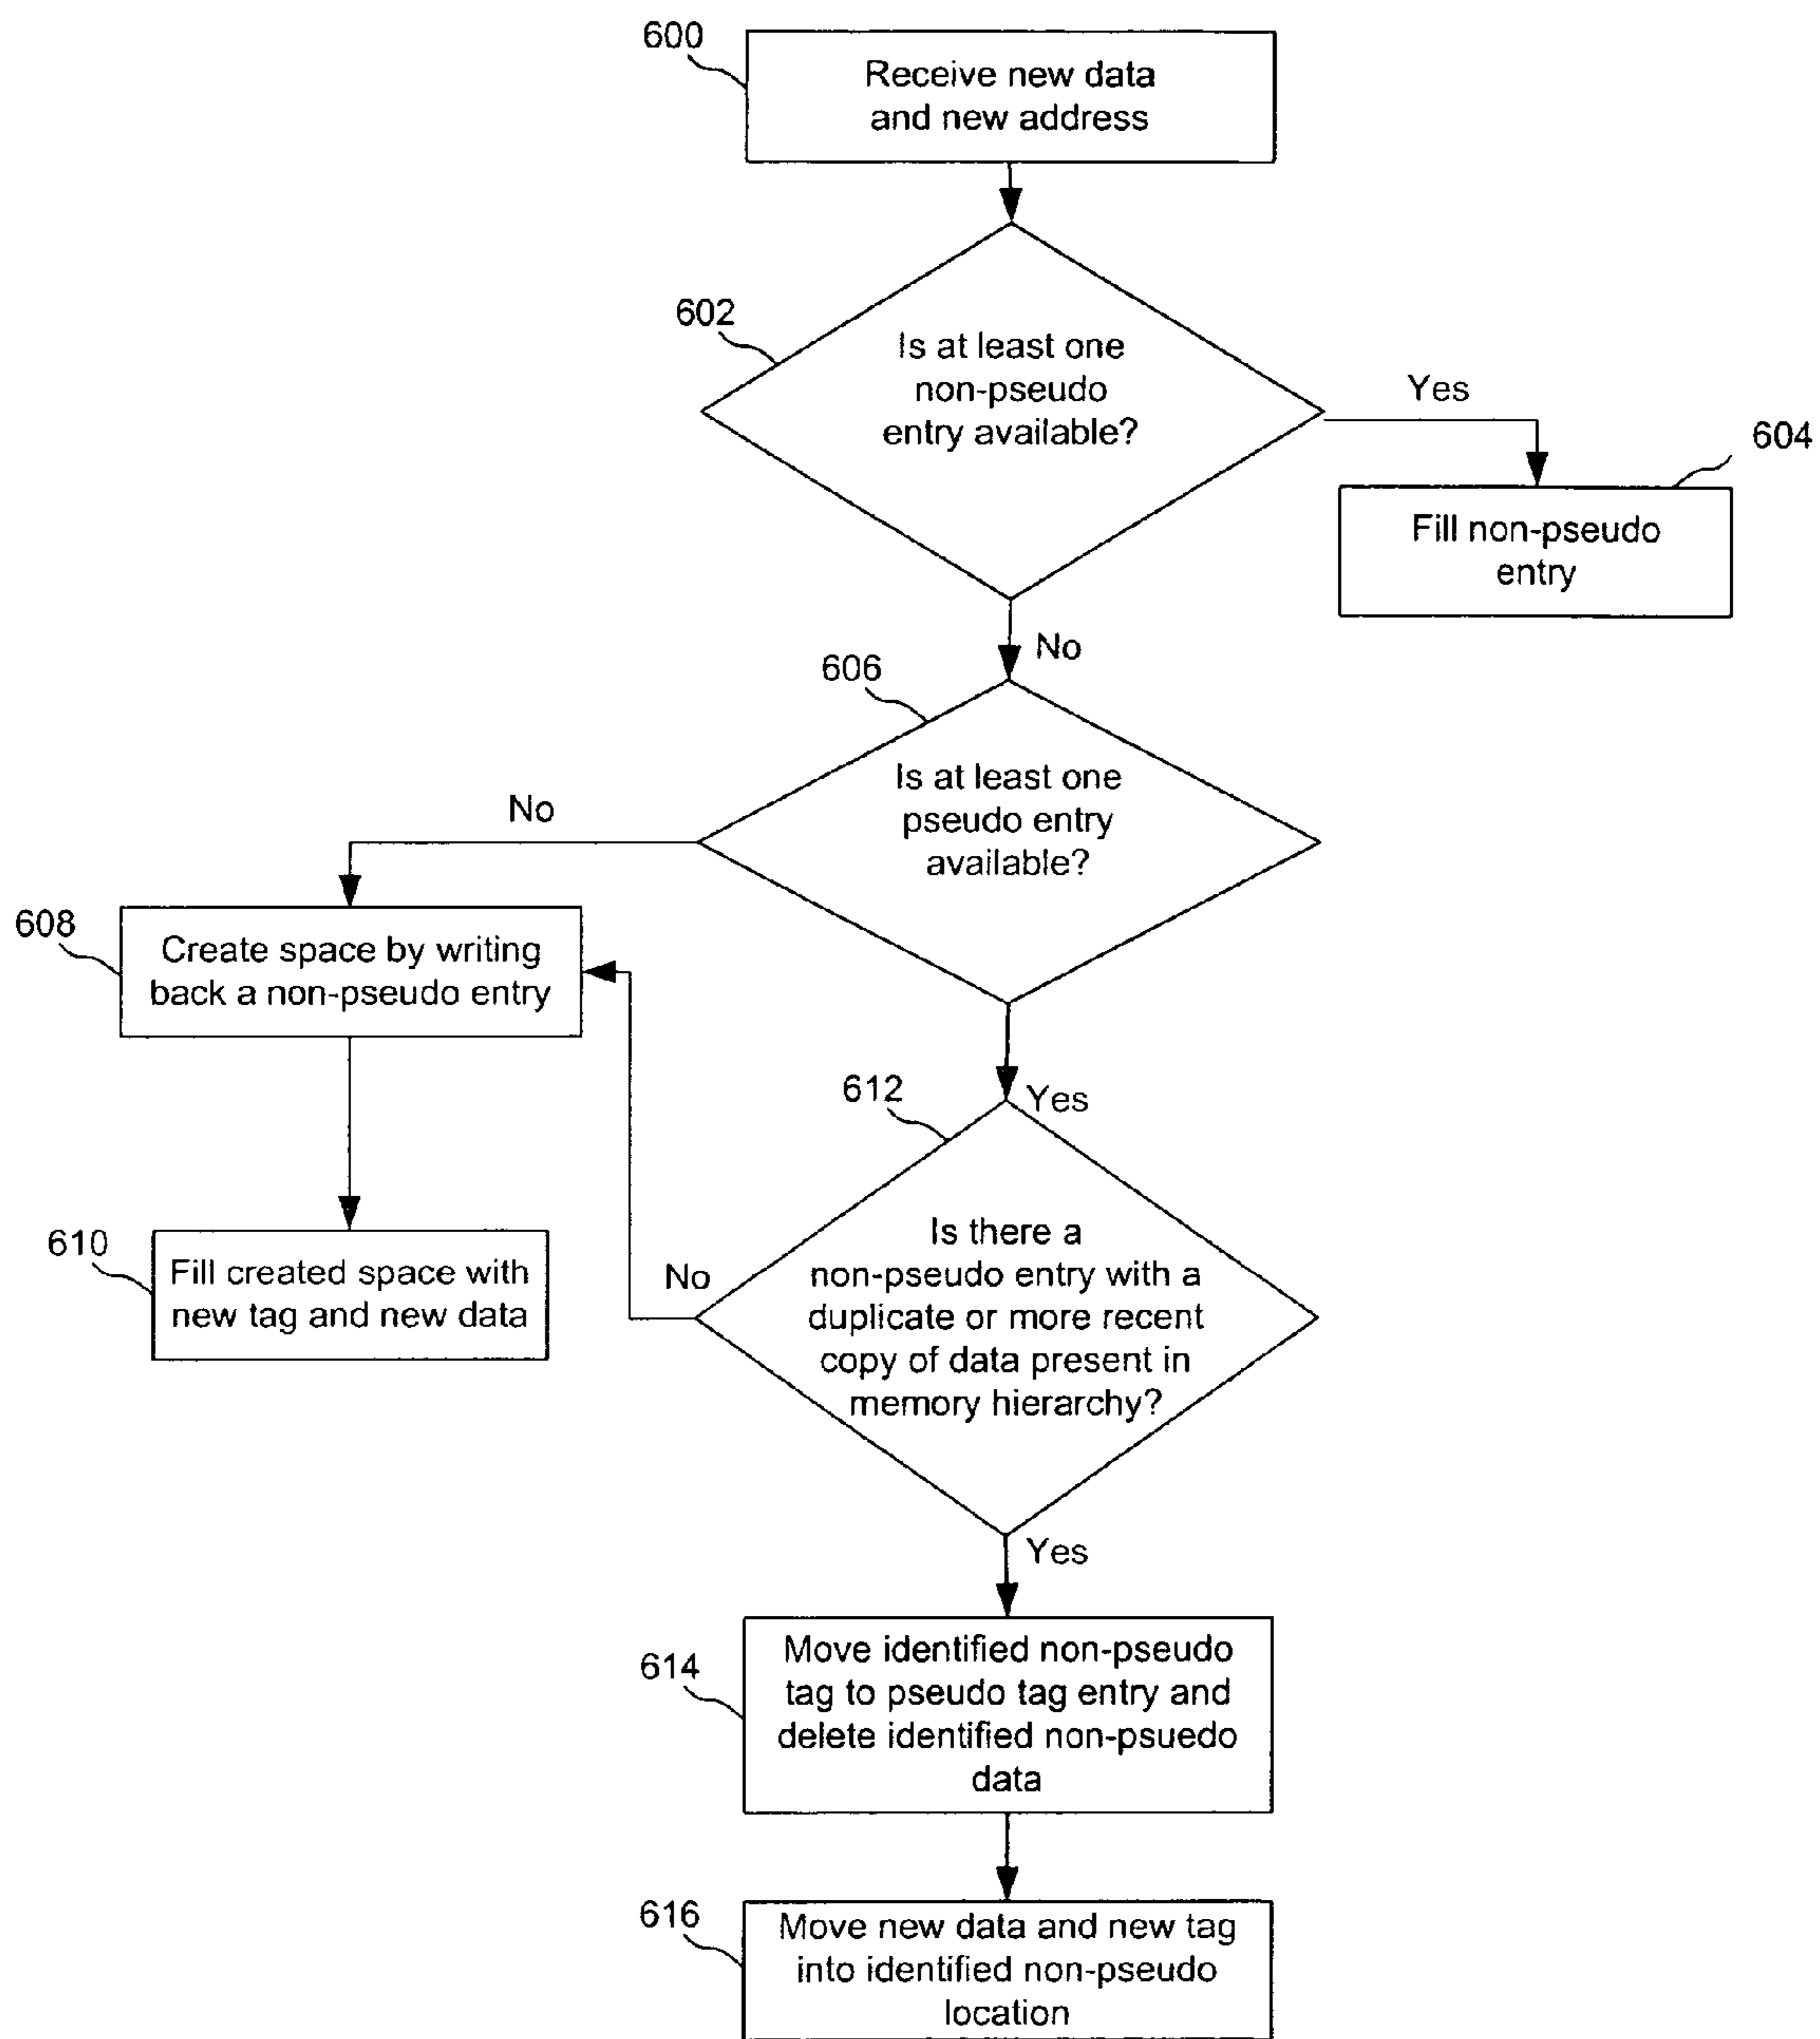 600
Receive new data
and new address
602
Is at least one
non-pseudo
entry available?
Yes
604
Fill non-pseudo
entry
No
606
Is at least one
pseudo entry
available?
No
608
Create space by writing
back a non-pseudo entry
Yes
612
Is there a
non-pseudo entry with a
duplicate or more recent
copy of data present in
memory hierarchy?
No
610
Fill created space with
new tag and new data
Yes
614
Move identified non-pseudo
tag to pseudo tag entry and
delete identified non-psuedo
data
616
Move new data and new tag
into identified non-pseudo
location